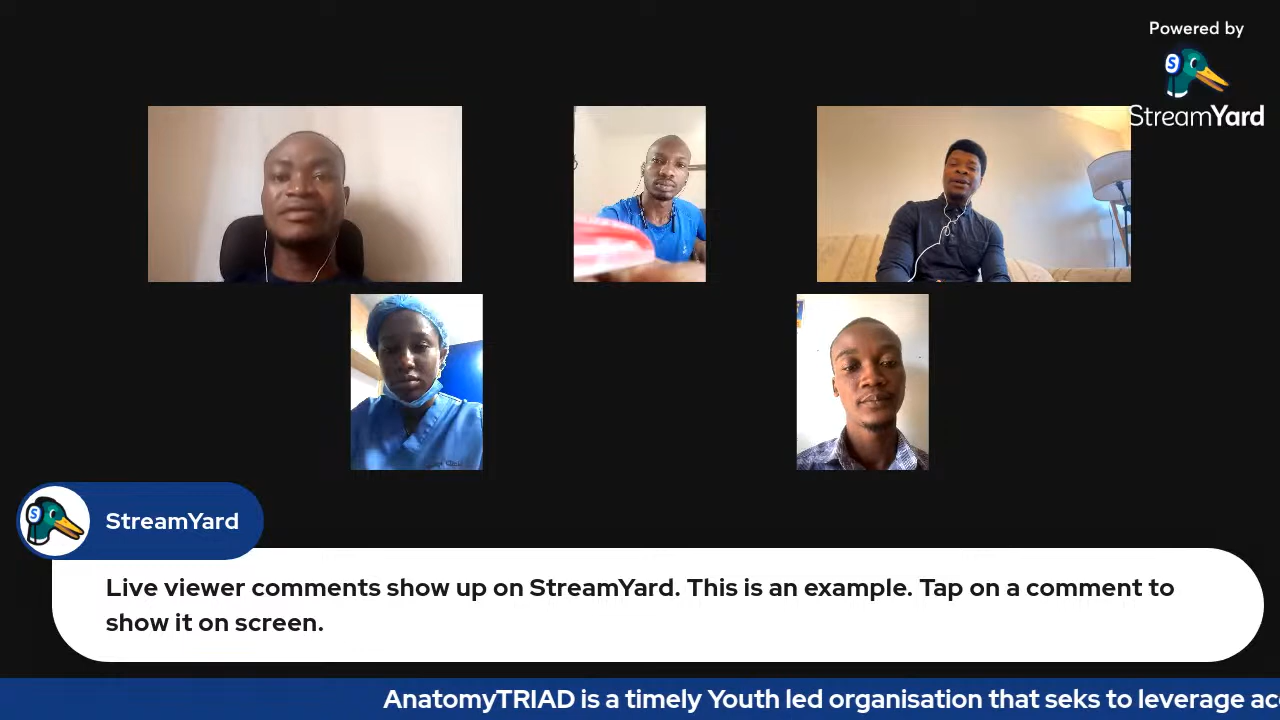 Powered by
S
StreamYard
S
StreamYard
Live viewer comments show up on StreamYard. This is an example. Tap on a comment to
show it on screen.
AnatomyTRIAD is a timely Youth led organisation that seks to leverage ac